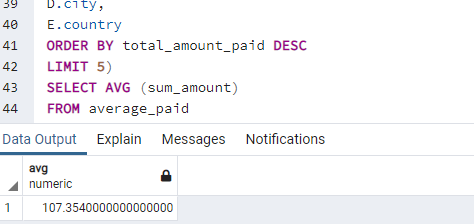 39 D.city,
40 E.country
41 ORDER BY total_amount_paid DESC
42 LIMIT 5)
43 SELECT AVG (sum_amount)
44 FROM average_paid
Data Output Explain Messages Notifications
avg
numeric
1 107.3540000000000000